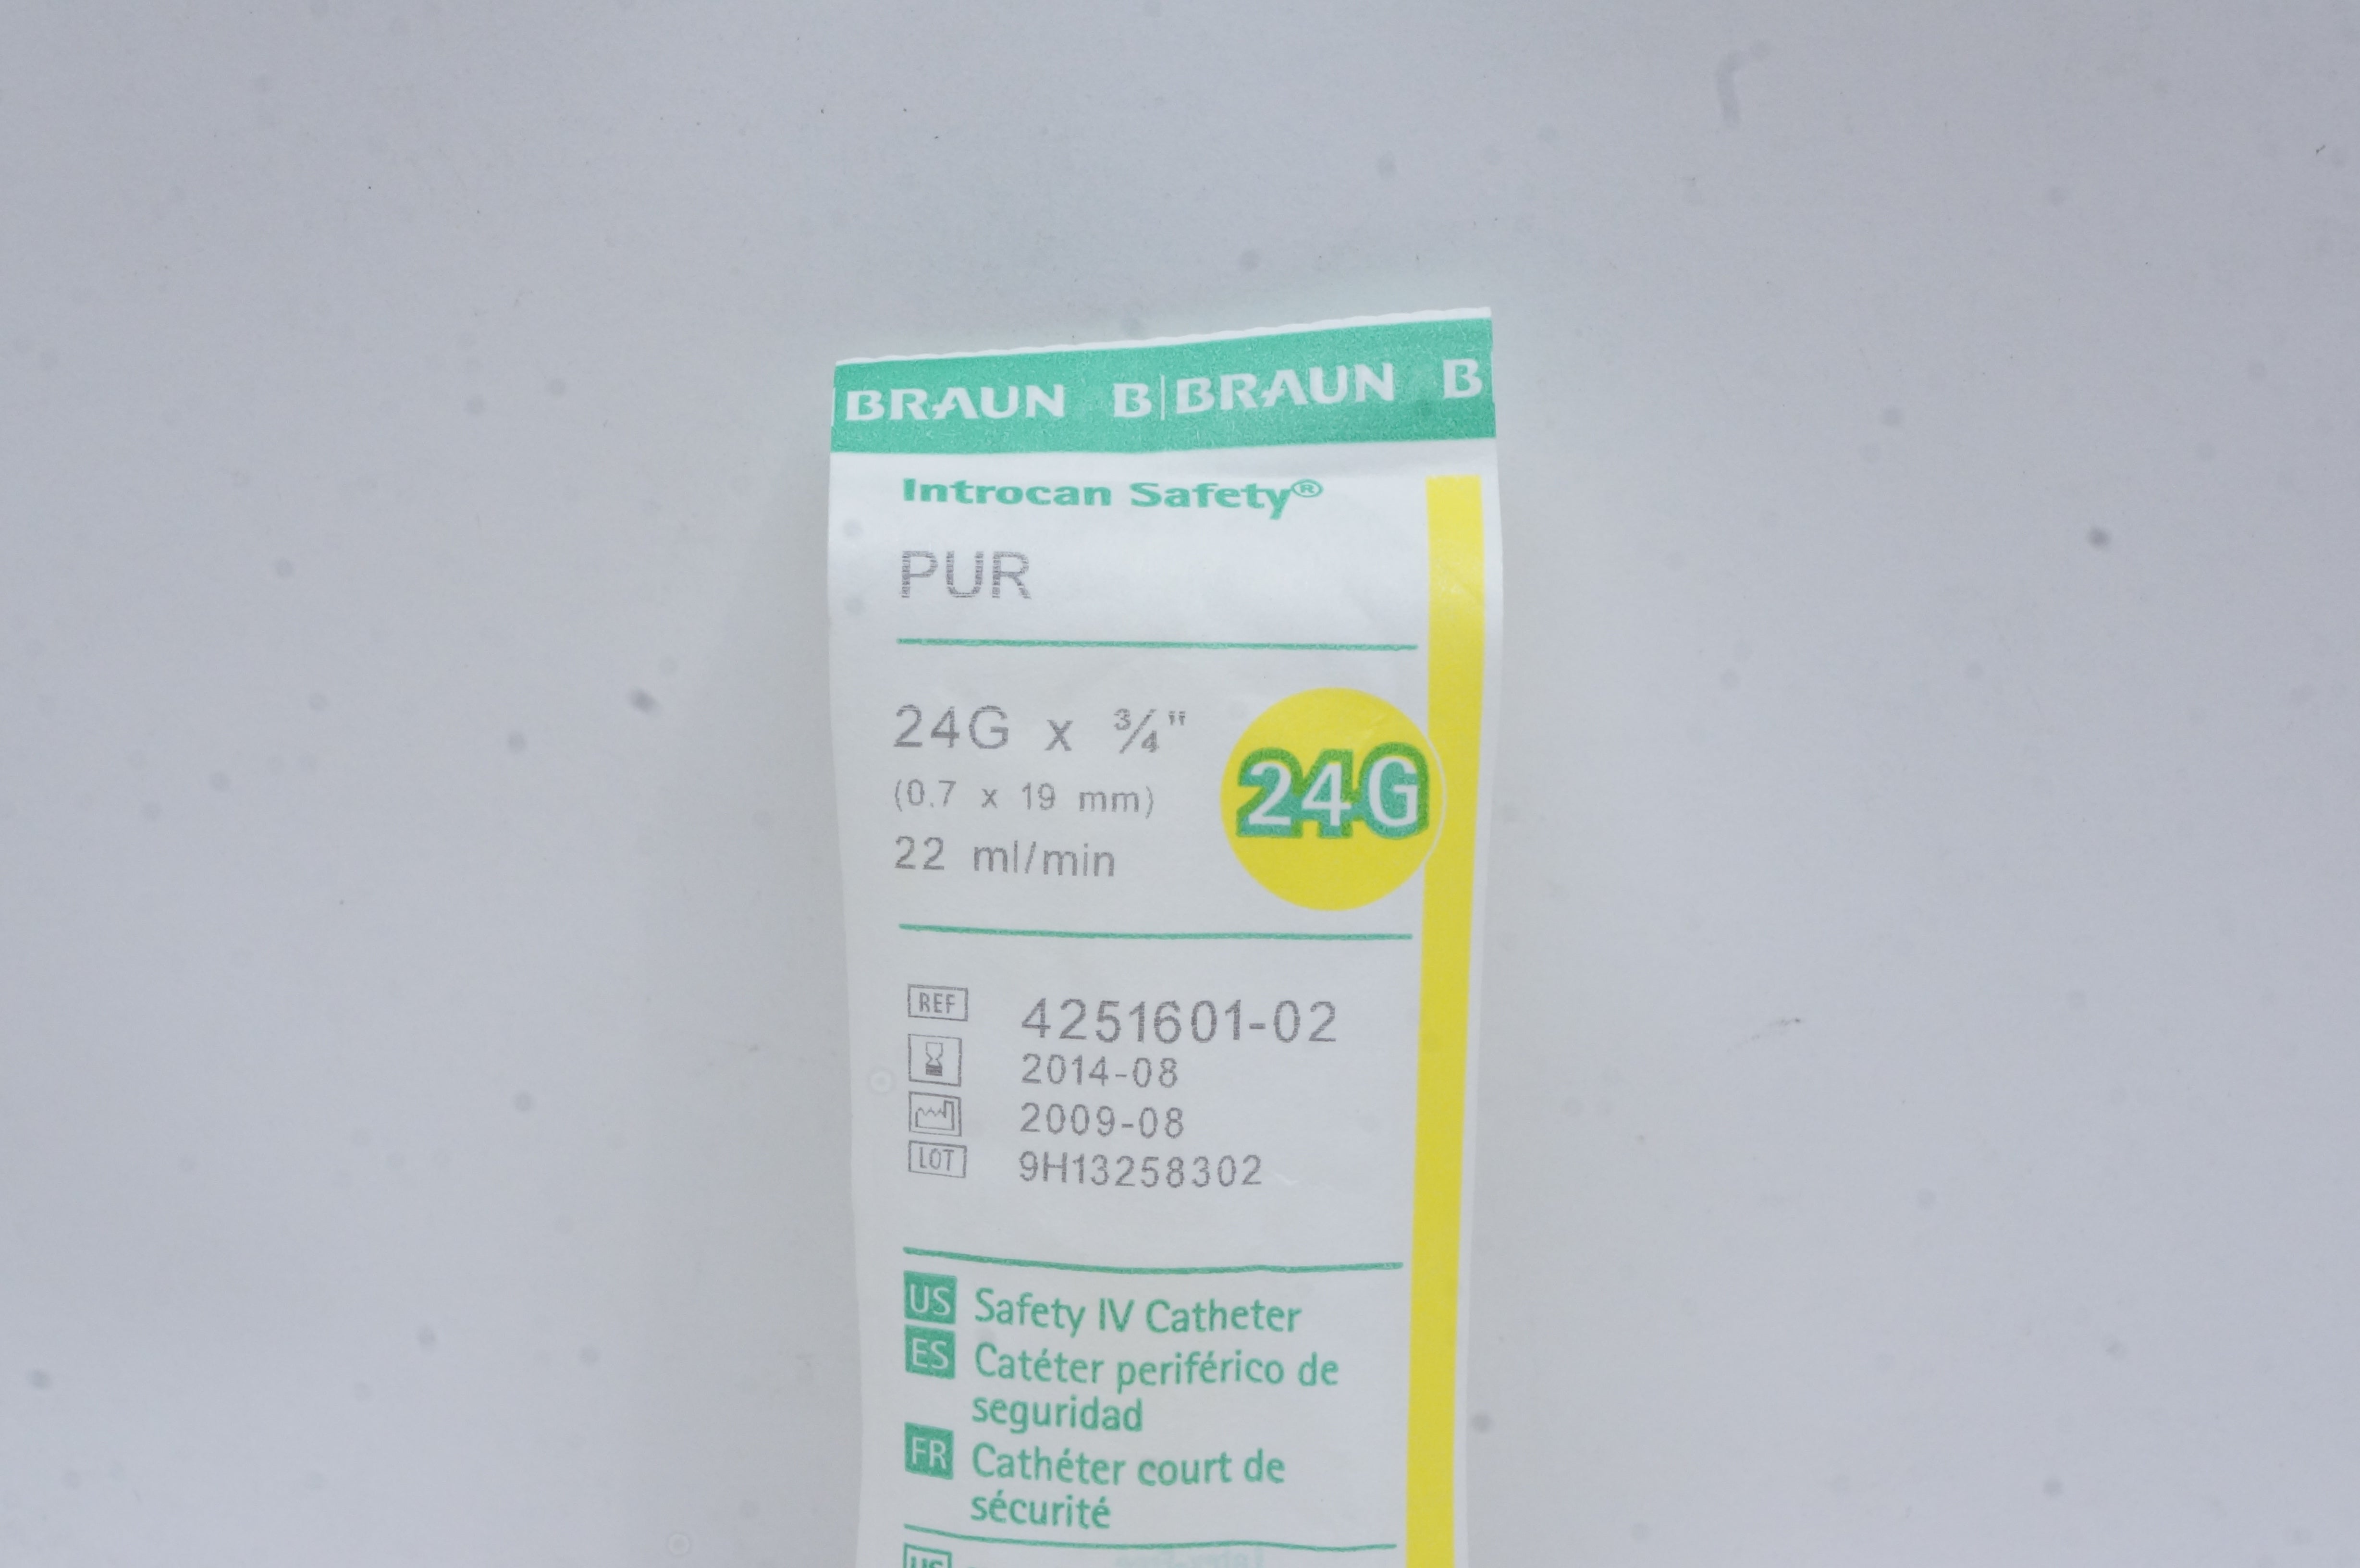 BRAUN B|BRAUN B
Introcan Safety®
PUR
24G x ¾"
(0.7 x 19 mm)
22 ml/min
24G
REF 4251601-02
2014-08
2009-08
LOT 9H13258302
US Safety IV Catheter
ES Catéter periférico de
seguridad
FR Cathéter court de
sécurité
US